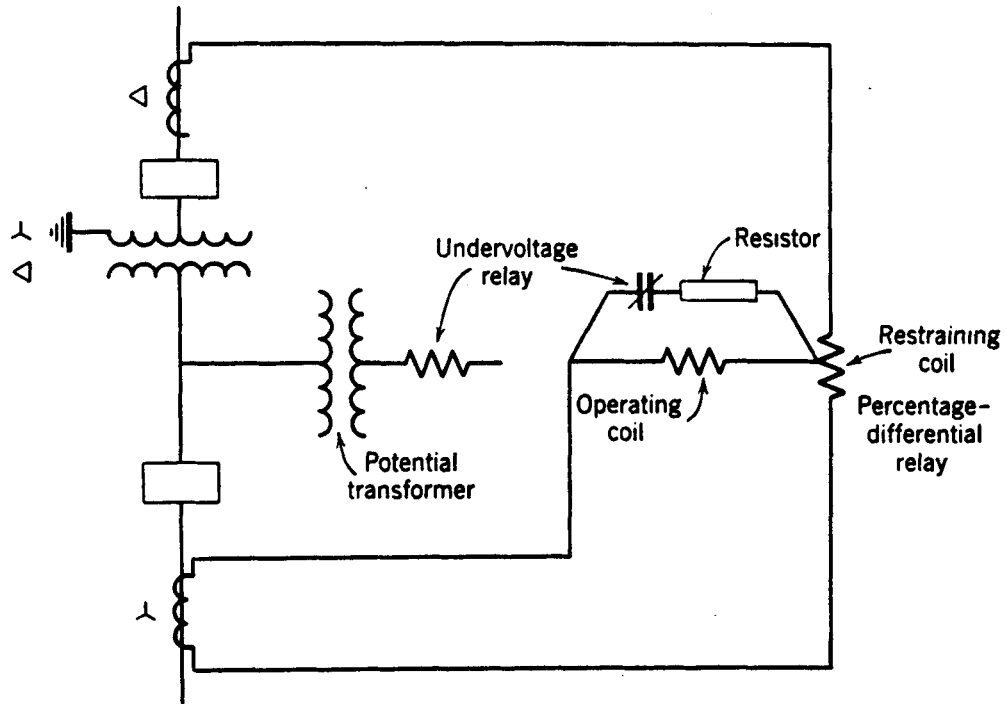 Undervoltage
relay
Resistor
Restraining
coil
Operating
coil
Percentage-
differential
relay
Potential
transformer